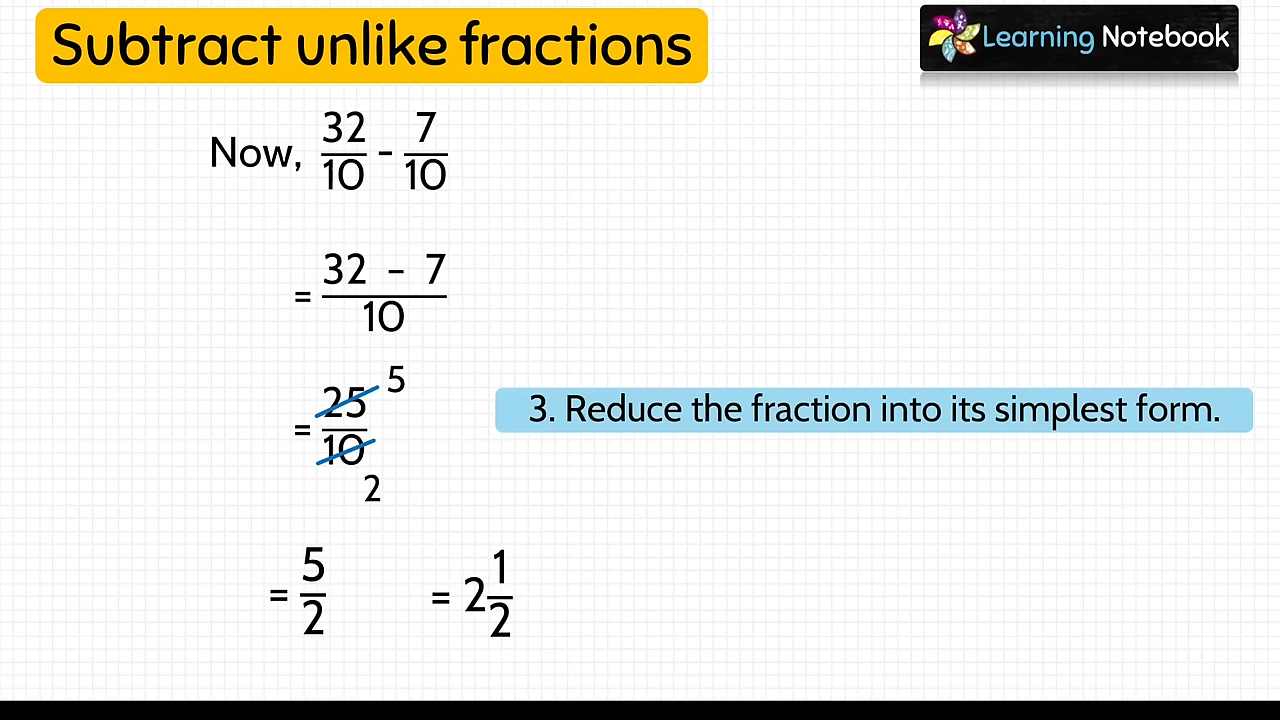 Subtract unlike fractions
Learning Notebook
Now, 32/10 - 7/10
= 32 - 7/10
= 25/10 5 2
3. Reduce the fraction into its simplest form.
= 5/2 = 2 1/2